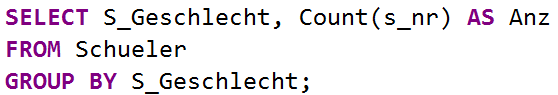 SELECT S_Geschlecht, Count(s_nr) AS Anz
FROM Schueler
GROUP BY S_Geschlecht;